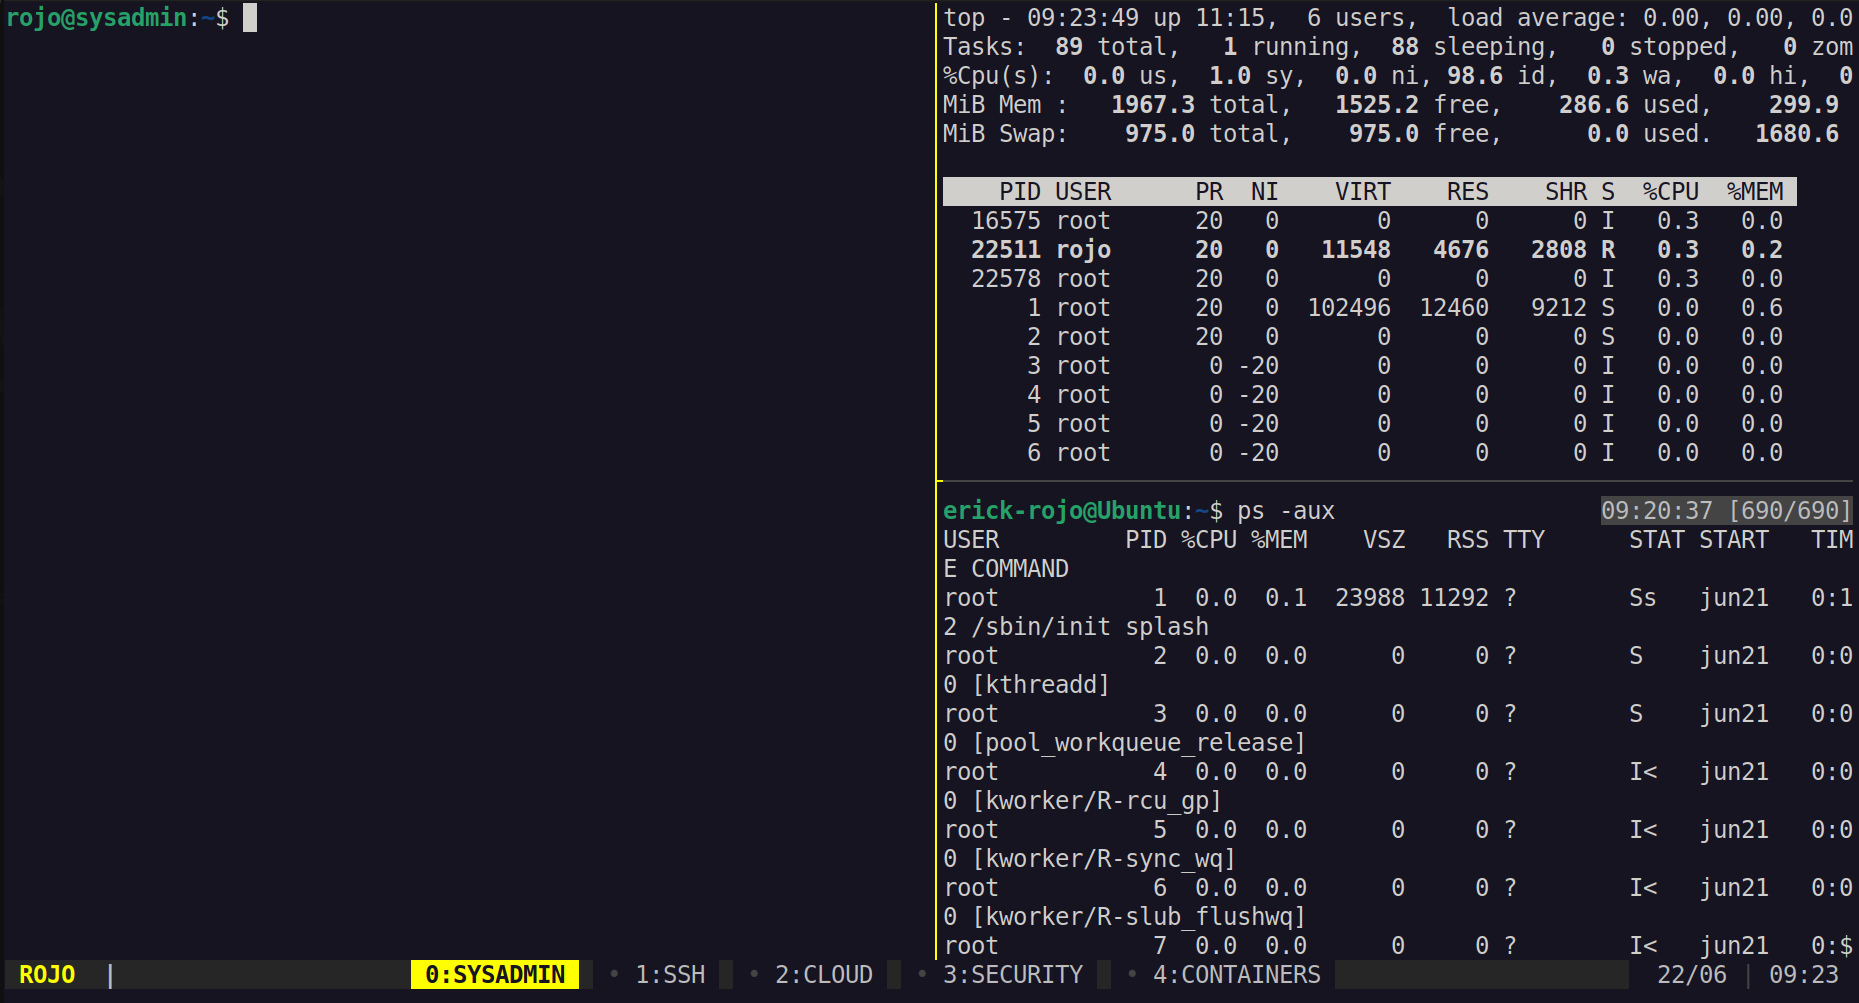 rojo@sysadmin:~$
top - 09:23:49 up 11:15,  6 users,  load average: 0.00, 0.00, 0.0
Tasks:  89 total,   1 running,  88 sleeping,   0 stopped,   0 zom
%Cpu(s):  0.0 us,  1.0 sy,  0.0 ni, 98.6 id,  0.3 wa,  0.0 hi,  0
MiB Mem :   1967.3 total,   1525.2 free,    286.6 used,    299.9
MiB Swap:    975.0 total,    975.0 free,      0.0 used.   1680.6
    PID USER      PR  NI    VIRT    RES    SHR S  %CPU  %MEM
  16575 root      20   0       0      0      0 I   0.3   0.0
  22511 rojo      20   0   11548   4676   2808 R   0.3   0.2
  22578 root      20   0       0      0      0 I   0.3   0.0
      1 root      20   0  102496  12460   9212 S   0.0   0.6
      2 root      20   0       0      0      0 S   0.0   0.0
      3 root       0 -20       0      0      0 I   0.0   0.0
      4 root       0 -20       0      0      0 I   0.0   0.0
      5 root       0 -20       0      0      0 I   0.0   0.0
      6 root       0 -20       0      0      0 I   0.0   0.0
erick-rojo@Ubuntu:~$ ps -aux                   09:20:37 [690/690]
USER         PID %CPU %MEM    VSZ   RSS TTY      STAT START   TIM
E COMMAND
root           1  0.0  0.1  23988 11292 ?        Ss   jun21   0:1
2 /sbin/init splash
root           2  0.0  0.0      0     0 ?        S    jun21   0:0
0 [kthreadd]
root           3  0.0  0.0      0     0 ?        S    jun21   0:0
0 [pool_workqueue_release]
root           4  0.0  0.0      0     0 ?        I<   jun21   0:0
0 [kworker/R-rcu_gp]
root           5  0.0  0.0      0     0 ?        I<   jun21   0:0
0 [kworker/R-sync_wq]
root           6  0.0  0.0      0     0 ?        I<   jun21   0:0
0 [kworker/R-slub_flushwq]
root           7  0.0  0.0      0     0 ?        I<   jun21   0:$
ROJO  |  0:SYSADMIN  • 1:SSH  • 2:CLOUD  • 3:SECURITY  • 4:CONTAINERS  22/06 | 09:23